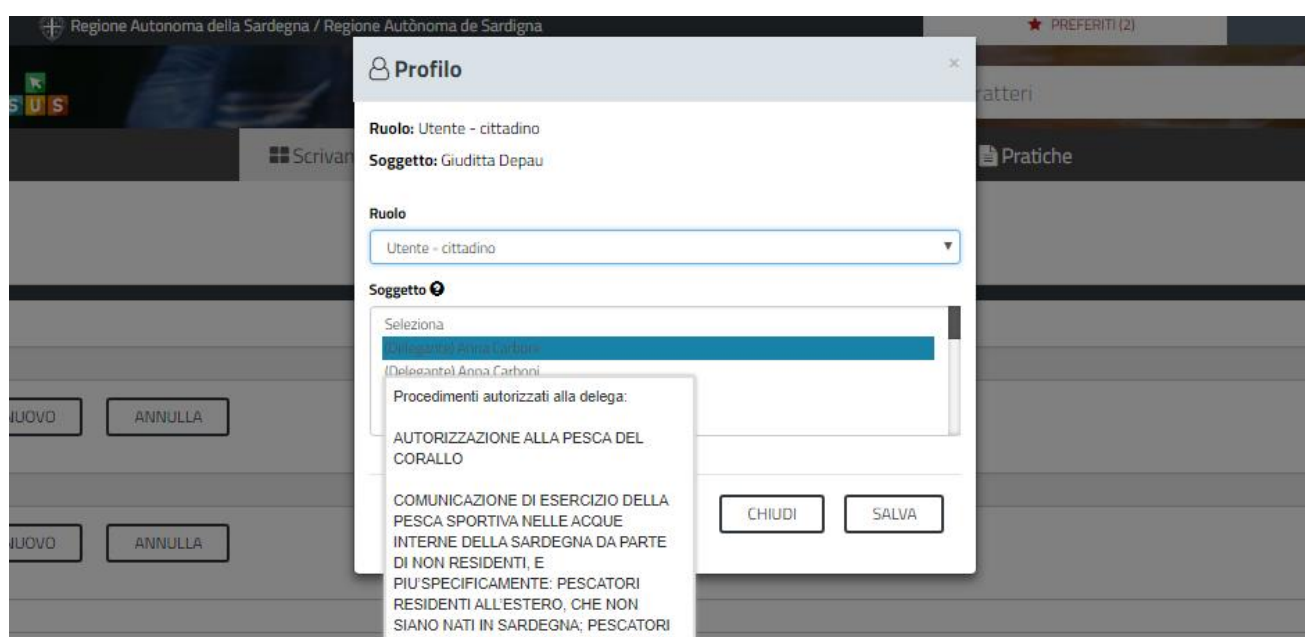 Regione Autonoma della Sardegna / Regione Autònoma de Sardigna
PREFERITI (2)
Profilo
×
SUS
ratteri
Ruolo: Utente - cittadino
Scrivan
Soggetto: Giuditta Depau
Pratiche
Ruolo
Utente - cittadino
Soggetto
Seleziona
(Delegante) Anna Carboni
(Delegante) Anna Carboni
Procedimenti autorizzati alla delega:
NUOVO ANNULLA
AUTORIZZAZIONE ALLA PESCA DEL
CORALLO
COMUNICAZIONE DI ESERCIZIO DELLA
PESCA SPORTIVA NELLE ACQUE
INTERNE DELLA SARDEGNA DA PARTE
DI NON RESIDENTI, E
PIU'SPECIFICAMENTE: PESCATORI
RESIDENTI ALL'ESTERO, CHE NON
SIANO NATI IN SARDEGNA; PESCATORI
CHIUDI SALVA
NUOVO ANNULLA